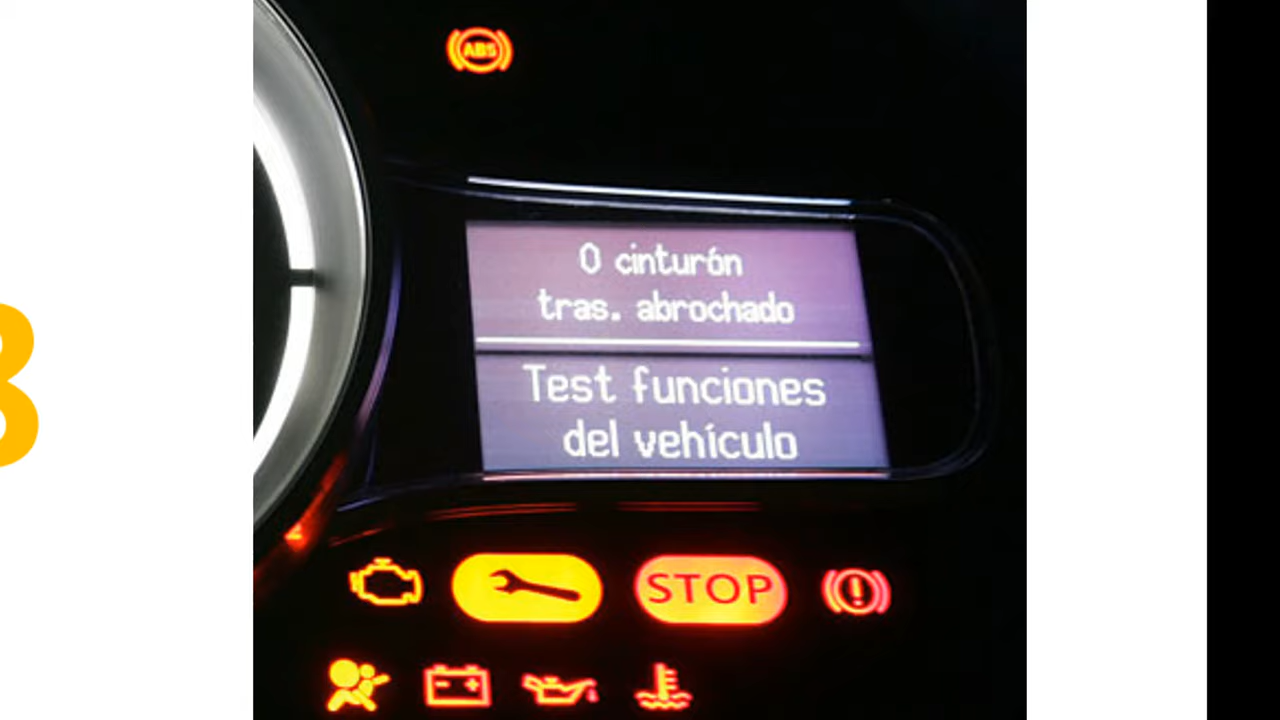 ABS
0 cinturón
tras. abrochado
Test funciones
del vehículo
STOP